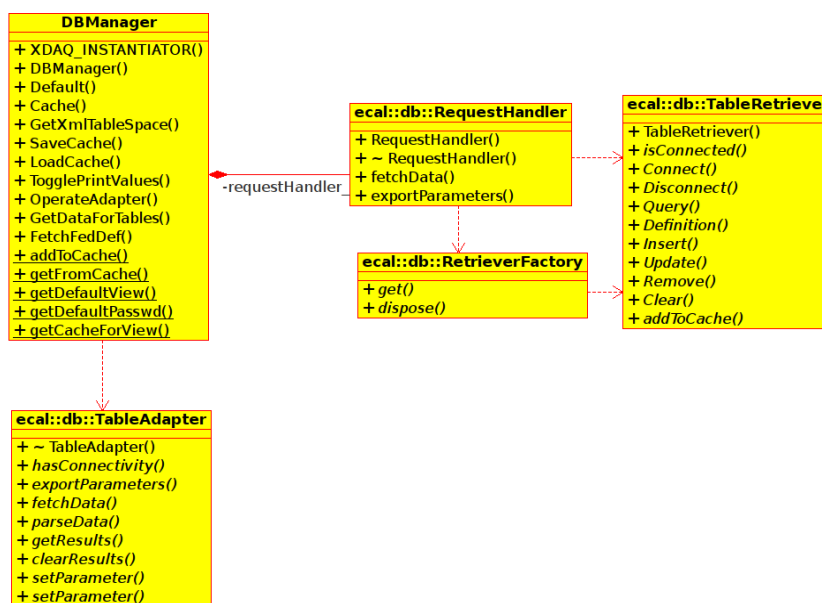 DBManager
+ XDAQ_INSTANTIATOR()
+ DBManager()
+ Default()
+ Cache()
+ GetXmlTableSpace()
+ SaveCache()
+ LoadCache()
+ TogglePrintValues()
+ OperateAdapter()
+ GetDataForTables()
+ FetchFedDef()
+ addToCache()
+ getFromCache()
+ getDefaultView()
+ getDefaultPasswd()
+ getCacheForView()
-requestHandler_
ecal::db::RequestHandler
+ RequestHandler()
+ ~ RequestHandler()
+ fetchData()
+ exportParameters()
ecal::db::RetrieverFactory
+ get()
+ dispose()
ecal::db::TableRetrieve
+ TableRetriever()
+ isConnected()
+ Connect()
+ Disconnect()
+ Query()
+ Definition()
+ Insert()
+ Update()
+ Remove()
+ Clear()
+ addToCache()
ecal::db::TableAdapter
+ ~ TableAdapter()
+ hasConnectivity()
+ exportParameters()
+ fetchData()
+ parseData()
+ getResults()
+ clearResults()
+ setParameter()
+ setParameter()